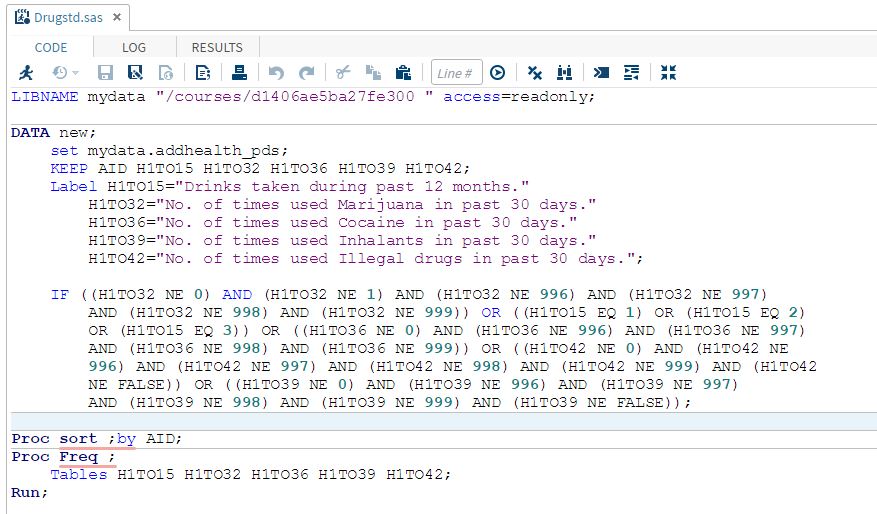 Drugstd.sas ×
CODE LOG RESULTS
Line #
LIBNAME mydata "/courses/d1406ae5ba27fe300 " access=readonly;
DATA new;
set mydata.addhealth_pds;
KEEP AID H1TO15 H1TO32 H1TO36 H1TO39 H1TO42;
Label H1TO15="Drinks taken during past 12 months."
H1TO32="No. of times used Marijuana in past 30 days."
H1TO36="No. of times used Cocaine in past 30 days."
H1TO39="No. of times used Inhalants in past 30 days."
H1TO42="No. of times used Illegal drugs in past 30 days.";
IF ((H1TO32 NE 0) AND (H1TO32 NE 1) AND (H1TO32 NE 996) AND (H1TO32 NE 997)
AND (H1TO32 NE 998) AND (H1TO32 NE 999)) OR ((H1TO15 EQ 1) OR (H1TO15 EQ 2)
OR (H1TO15 EQ 3)) OR ((H1TO36 NE 0) AND (H1TO36 NE 996) AND (H1TO36 NE 997)
AND (H1TO36 NE 998) AND (H1TO36 NE 999)) OR ((H1TO42 NE 0) AND (H1TO42 NE
996) AND (H1TO42 NE 997) AND (H1TO42 NE 998) AND (H1TO42 NE 999) AND (H1TO42
NE FALSE)) OR ((H1TO39 NE 0) AND (H1TO39 NE 996) AND (H1TO39 NE 997)
AND (H1TO39 NE 998) AND (H1TO39 NE 999) AND (H1TO39 NE FALSE));
Proc sort ;by AID;
Proc Freq ;
Tables H1TO15 H1TO32 H1TO36 H1TO39 H1TO42;
Run;